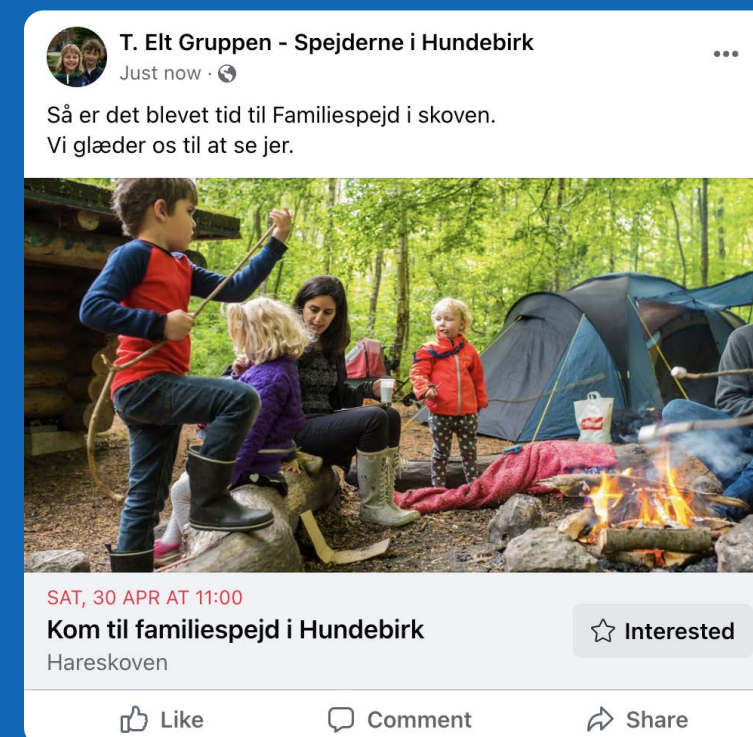 T. Elt Gruppen - Spejderne i Hundebirk
Just now ·
Så er det blevet tid til Familiespejd i skoven.
Vi glæder os til at se jer.
SAT, 30 APR AT 11:00
Kom til familiespejd i Hundebirk
Interested
Hareskoven
Like
Comment
Share